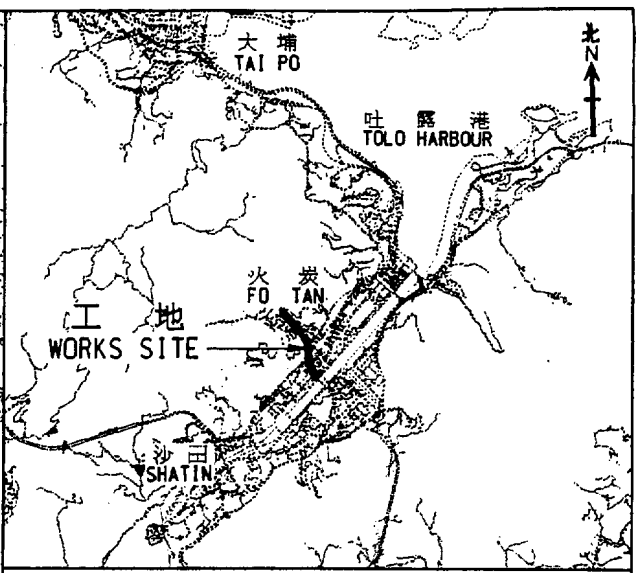 大埔
TAI PO
北
N
吐露港
TOLO HARBOUR
火炭
FO TAN
工地
WORKS SITE
沙田
SHATIN